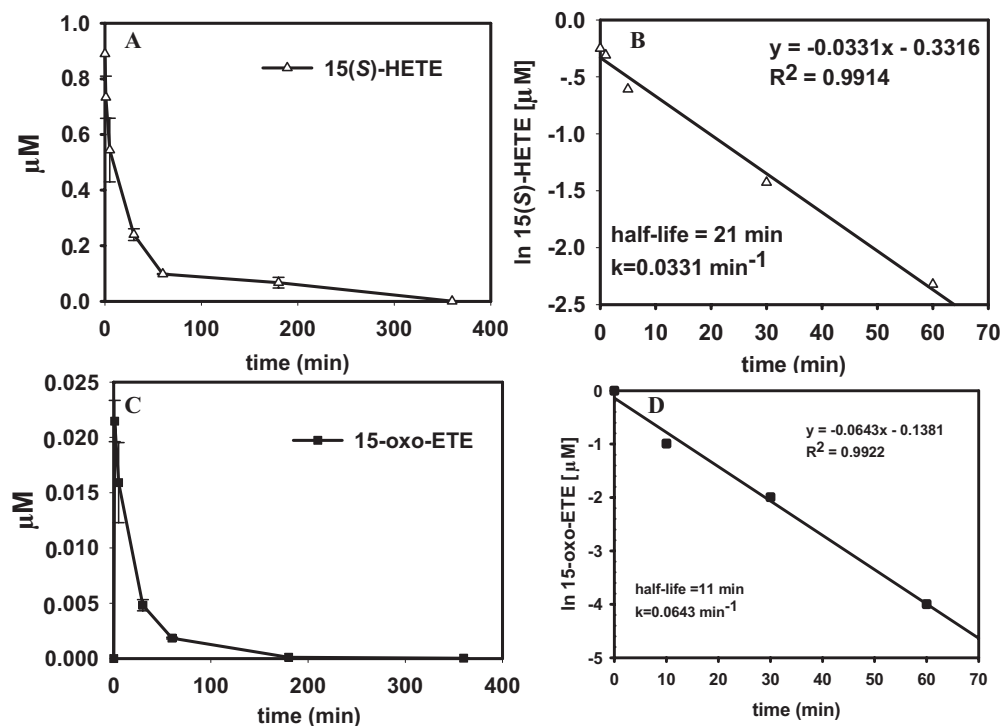 A
15(S)-HETE
μM
1.0
0.8
0.6
0.4
0.2
0.0
0 100 200 300 400
time (min)
B
y = -0.0331x - 0.3316
R2 = 0.9914
ln 15(S)-HETE [μM]
0.0
-.5
-1.0
-1.5
-2.0
-2.5
half-life = 21 min
k=0.0331 min-1
0 10 20 30 40 50 60 70
time (min)
C
15-oxo-ETE
μM
0.025
0.020
0.015
0.010
0.005
0.000
0 100 200 300 400
time (min)
D
y = -0.0643x - 0.1381
R2 = 0.9922
ln 15-oxo-ETE [μM]
0
-1
-2
-4
-4
-5
half-life =11 min
k=0.0643 min-1
0 10 20 30 40 50 60 70
time (min)